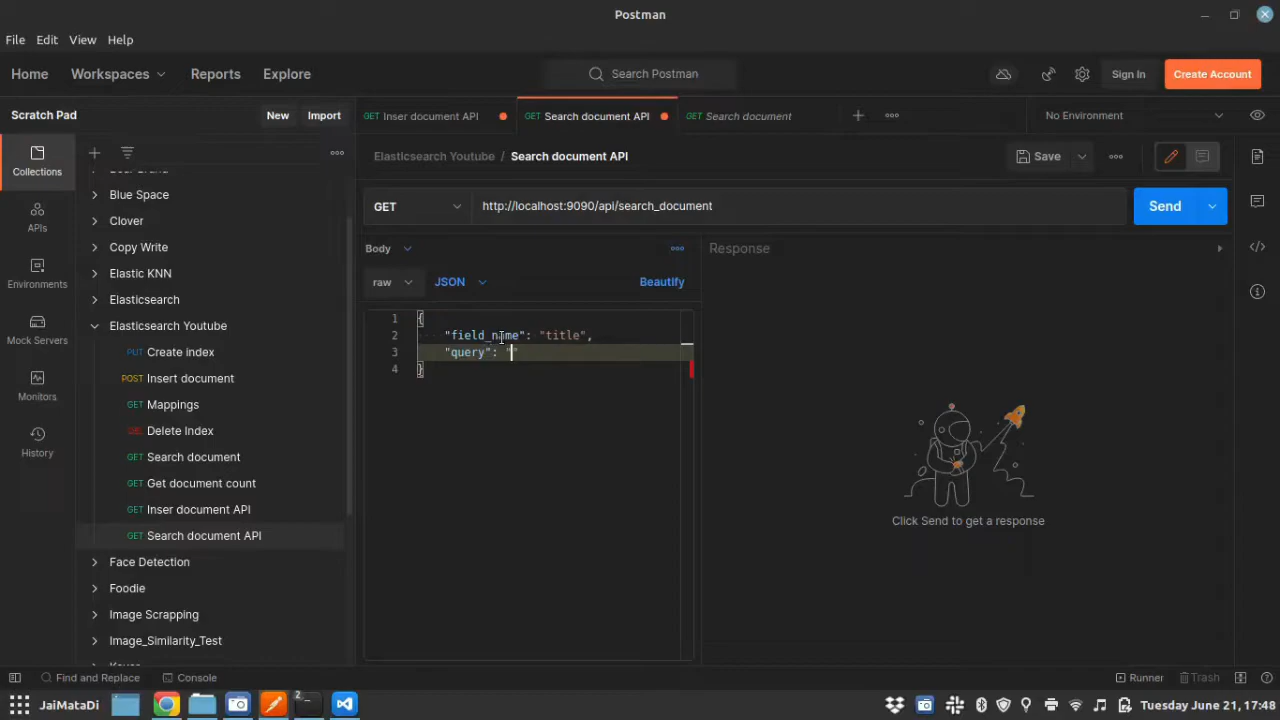 Postman
File Edit View Help
Home Workspaces Reports Explore Search Postman Sign In Create Account
Scratch Pad New Import
GET Inser document API GET Search document API GET Search document No Environment
Elasticsearch Youtube / Search document API Save
GET http://localhost:9090/api/search_document Send
Body Response
raw JSON Beautify
1 {
2 "field_name": "title",
3 "query": ""
4 }
Click Send to get a response
Collections
APIs
Environments
Mock Servers
Monitors
History
Blue Space
Clover
Copy Write
Elastic KNN
Elasticsearch
Elasticsearch Youtube
PUT Create index
POST Insert document
GET Mappings
DEL Delete Index
GET Search document
GET Get document count
GET Inser document API
GET Search document API
Face Detection
Foodie
Image Scrapping
Image_Similarity_Test
Find and Replace Console Runner Trash
JaiMataDi Tuesday June 21, 17:48